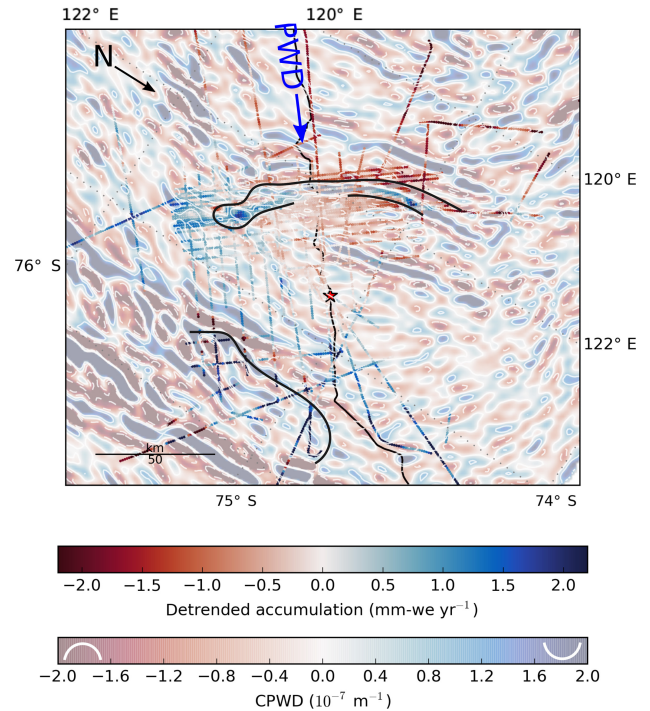 122° E
120° E
N
PWD
120° E
76° S
122° E
km
50
75° S
74° S
−2.0 −1.5 −1.0 −0.5 0.0 0.5 1.0 1.5 2.0
Detrended accumulation (mm-we yr⁻¹)
−2.0 −1.6 −1.2 −0.8 −0.4 0.0 0.4 0.8 1.2 1.6 2.0
CPWD (10⁻⁷ m⁻¹)